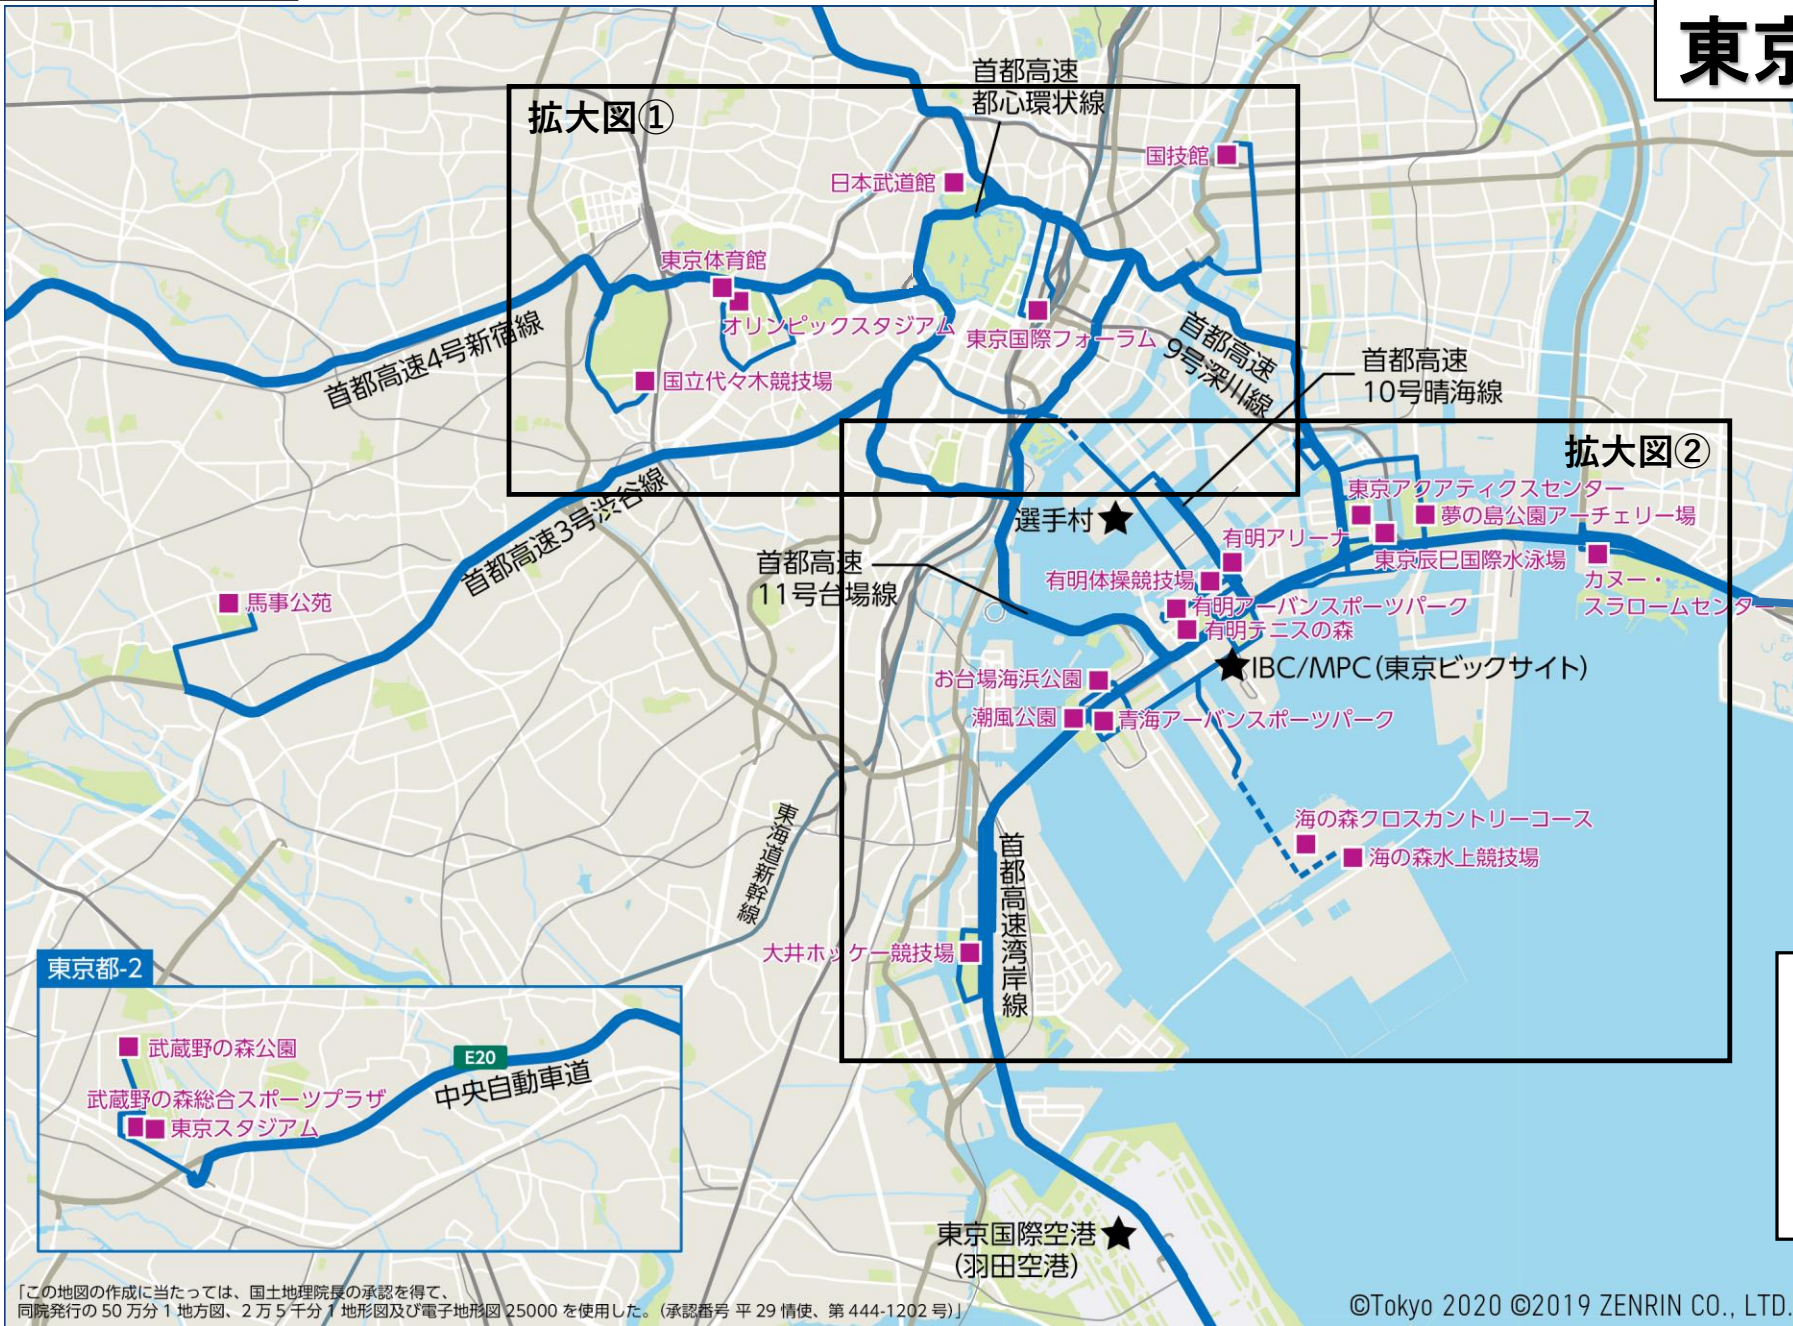 東京
拡大図①
首都高速
都心環状線
国技館
日本武道館
東京体育館
オリンピックスタジアム
東京国際フォーラム
首都高速4号新宿線
首都高速
9号深川線
首都高速
10号晴海線
国立代々木競技場
拡大図②
首都高速3号渋谷線
選手村
東京アクアティクスセンター
夢の島公園アーチェリー場
有明アリーナ
東京辰巳国際水泳場
首都高速
11号台場線
有明体操競技場
カヌー・
スラロームセンター
馬事公苑
有明アーバンスポーツパーク
有明テニスの森
IBC/MPC(東京ビックサイト)
お台場海浜公園
潮風公園
青海アーバンスポーツパーク
東海道新幹線
首都高速湾岸線
海の森クロスカントリーコース
海の森水上競技場
大井ホッケー競技場
東京都-2
武蔵野の森公園
E20
中央自動車道
武蔵野の森総合スポーツプラザ
東京スタジアム
東京国際空港
(羽田空港)
「この地図の作成に当たっては、国土地理院長の承認を得て、
同院発行の 50 万分 1 地方図、2 万 5 千分 1 地形図及び電子地形図 25000 を使用した。(承認番号 平 29 情使、第 444-1202 号)」
©Tokyo 2020 ©2019 ZENRIN CO., LTD.